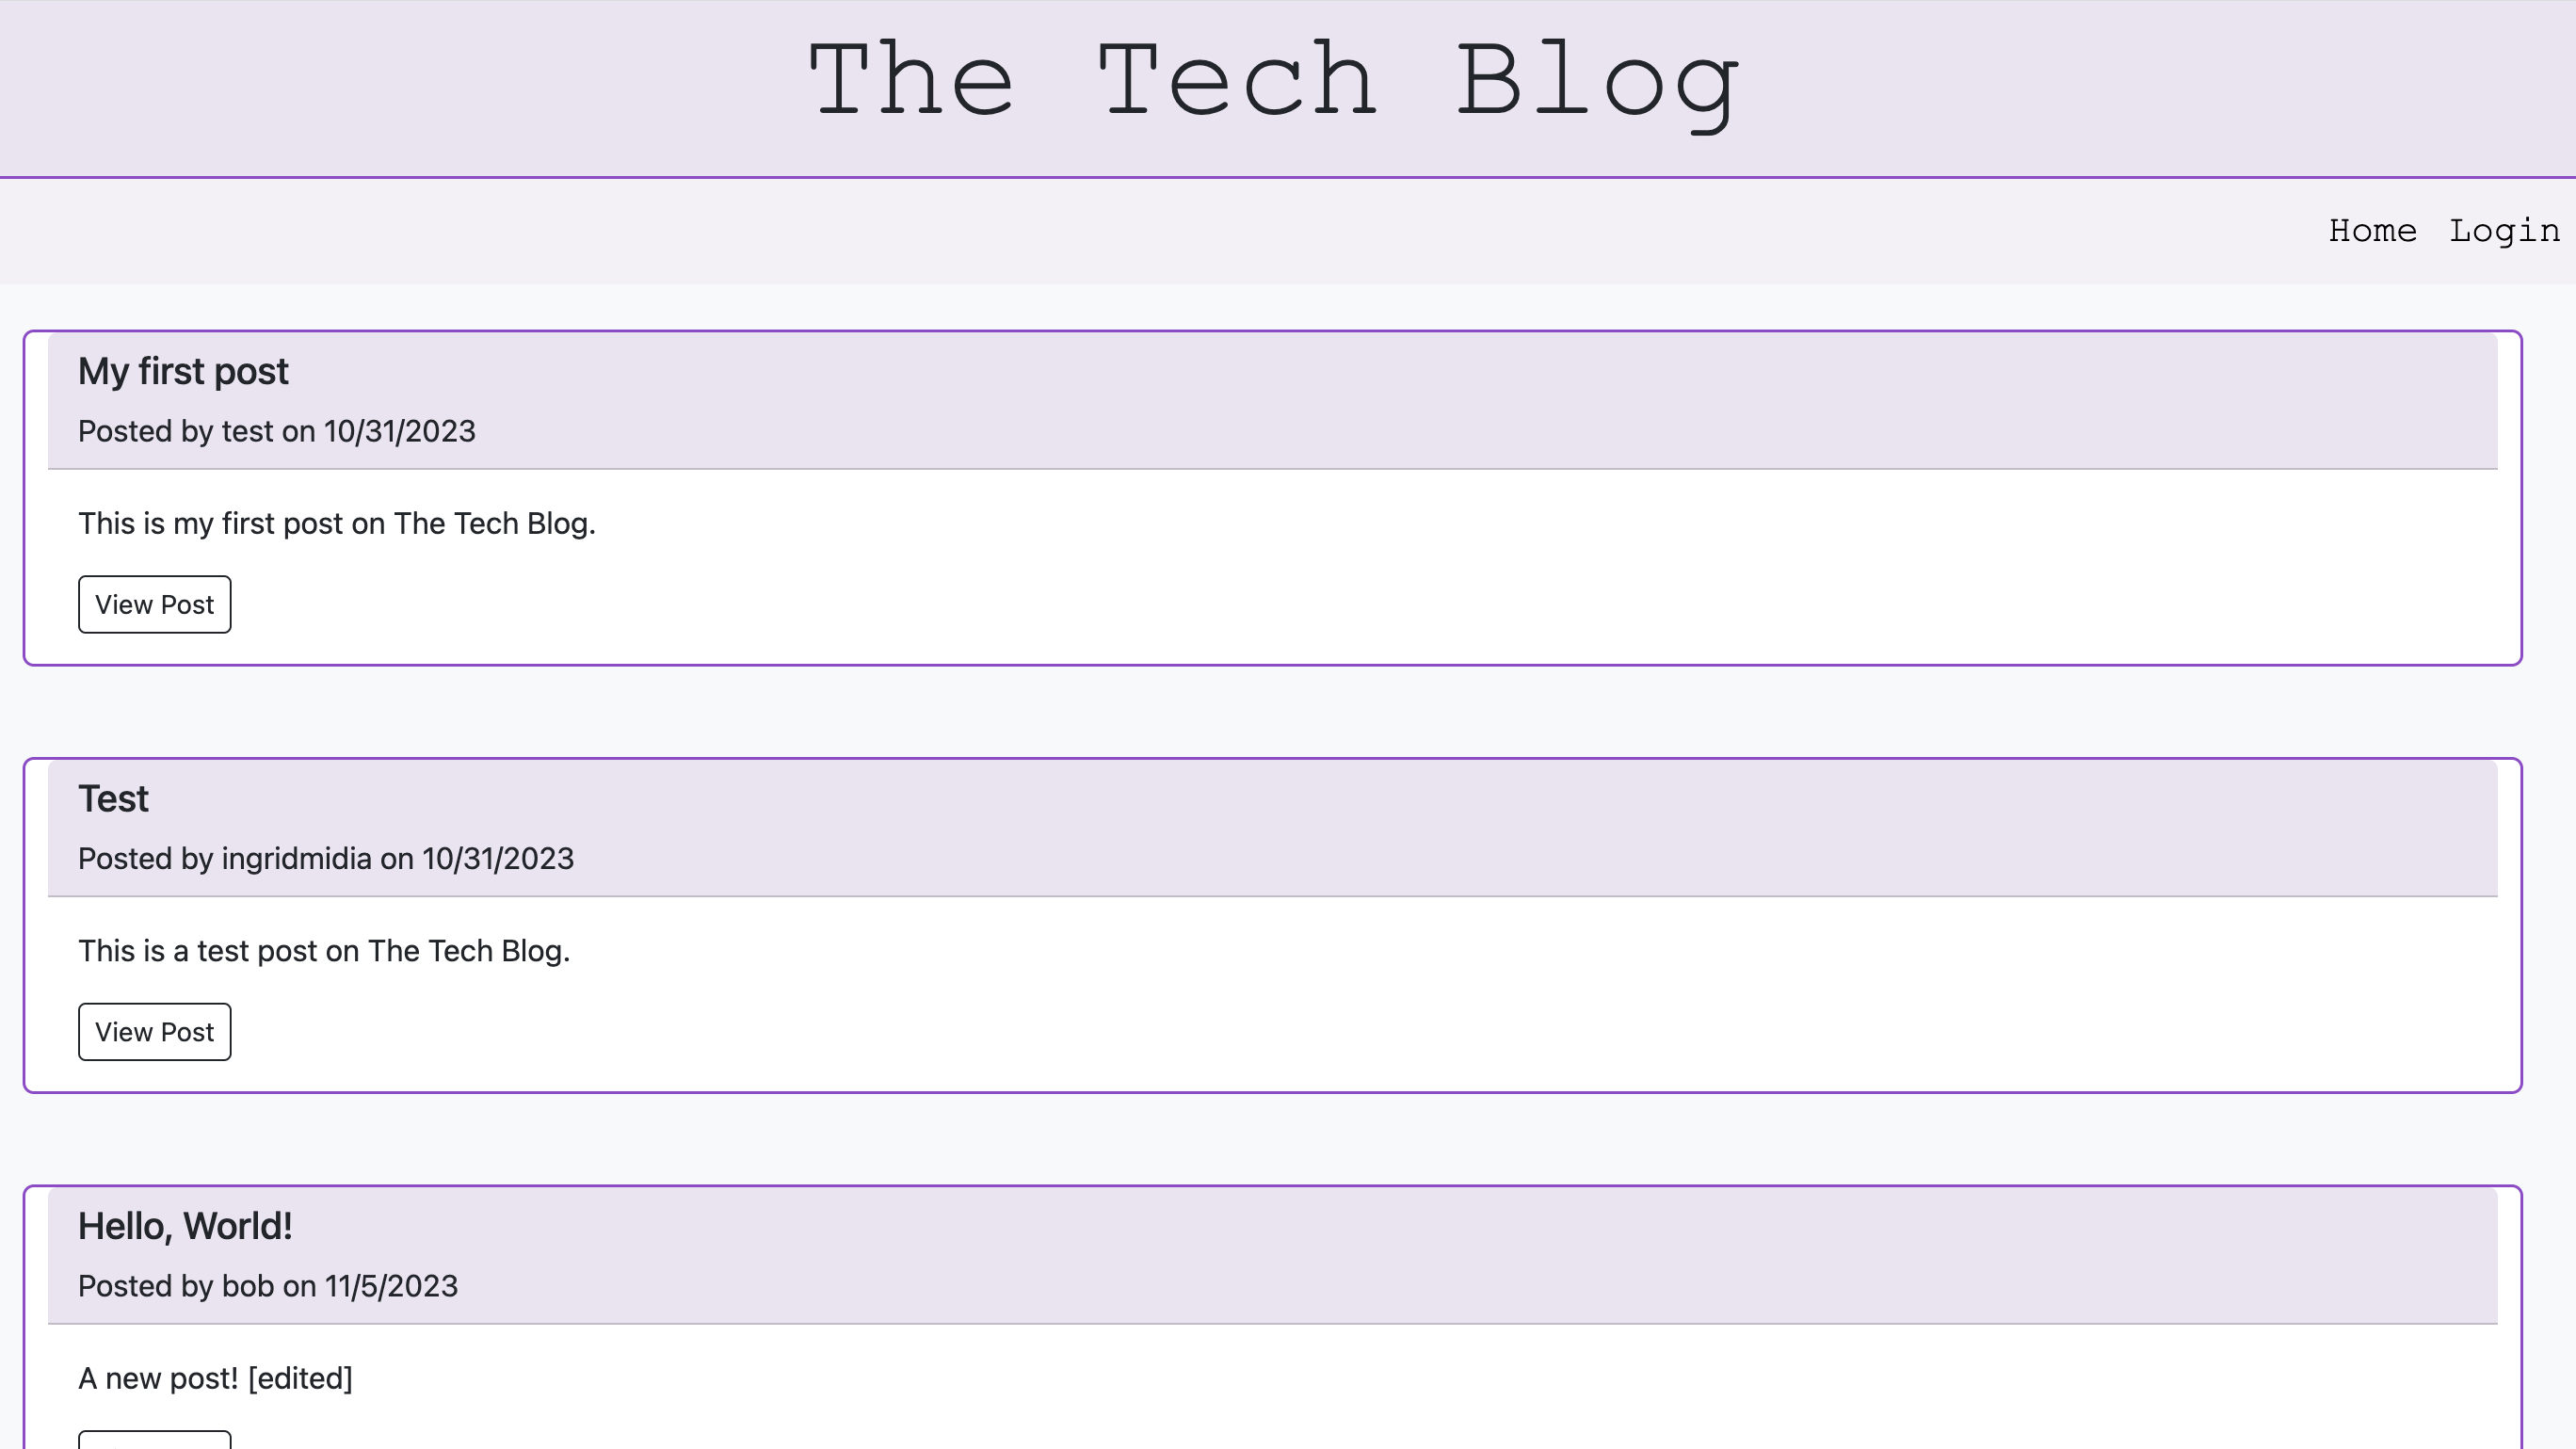 The Tech Blog
Home Login
My first post
Posted by test on 10/31/2023
This is my first post on The Tech Blog.
View Post
Test
Posted by ingridmidia on 10/31/2023
This is a test post on The Tech Blog.
View Post
Hello, World!
Posted by bob on 11/5/2023
A new post! [edited]